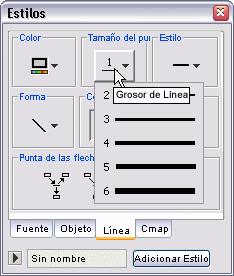 Estilos
Color
Tamaño del pu
Estilo
1
2
Grosor de Línea
3
4
5
6
Forma
Co
Punta de las flech
Fuente
Objeto
Línea
Cmap
Sin nombre
Adicionar Estilo